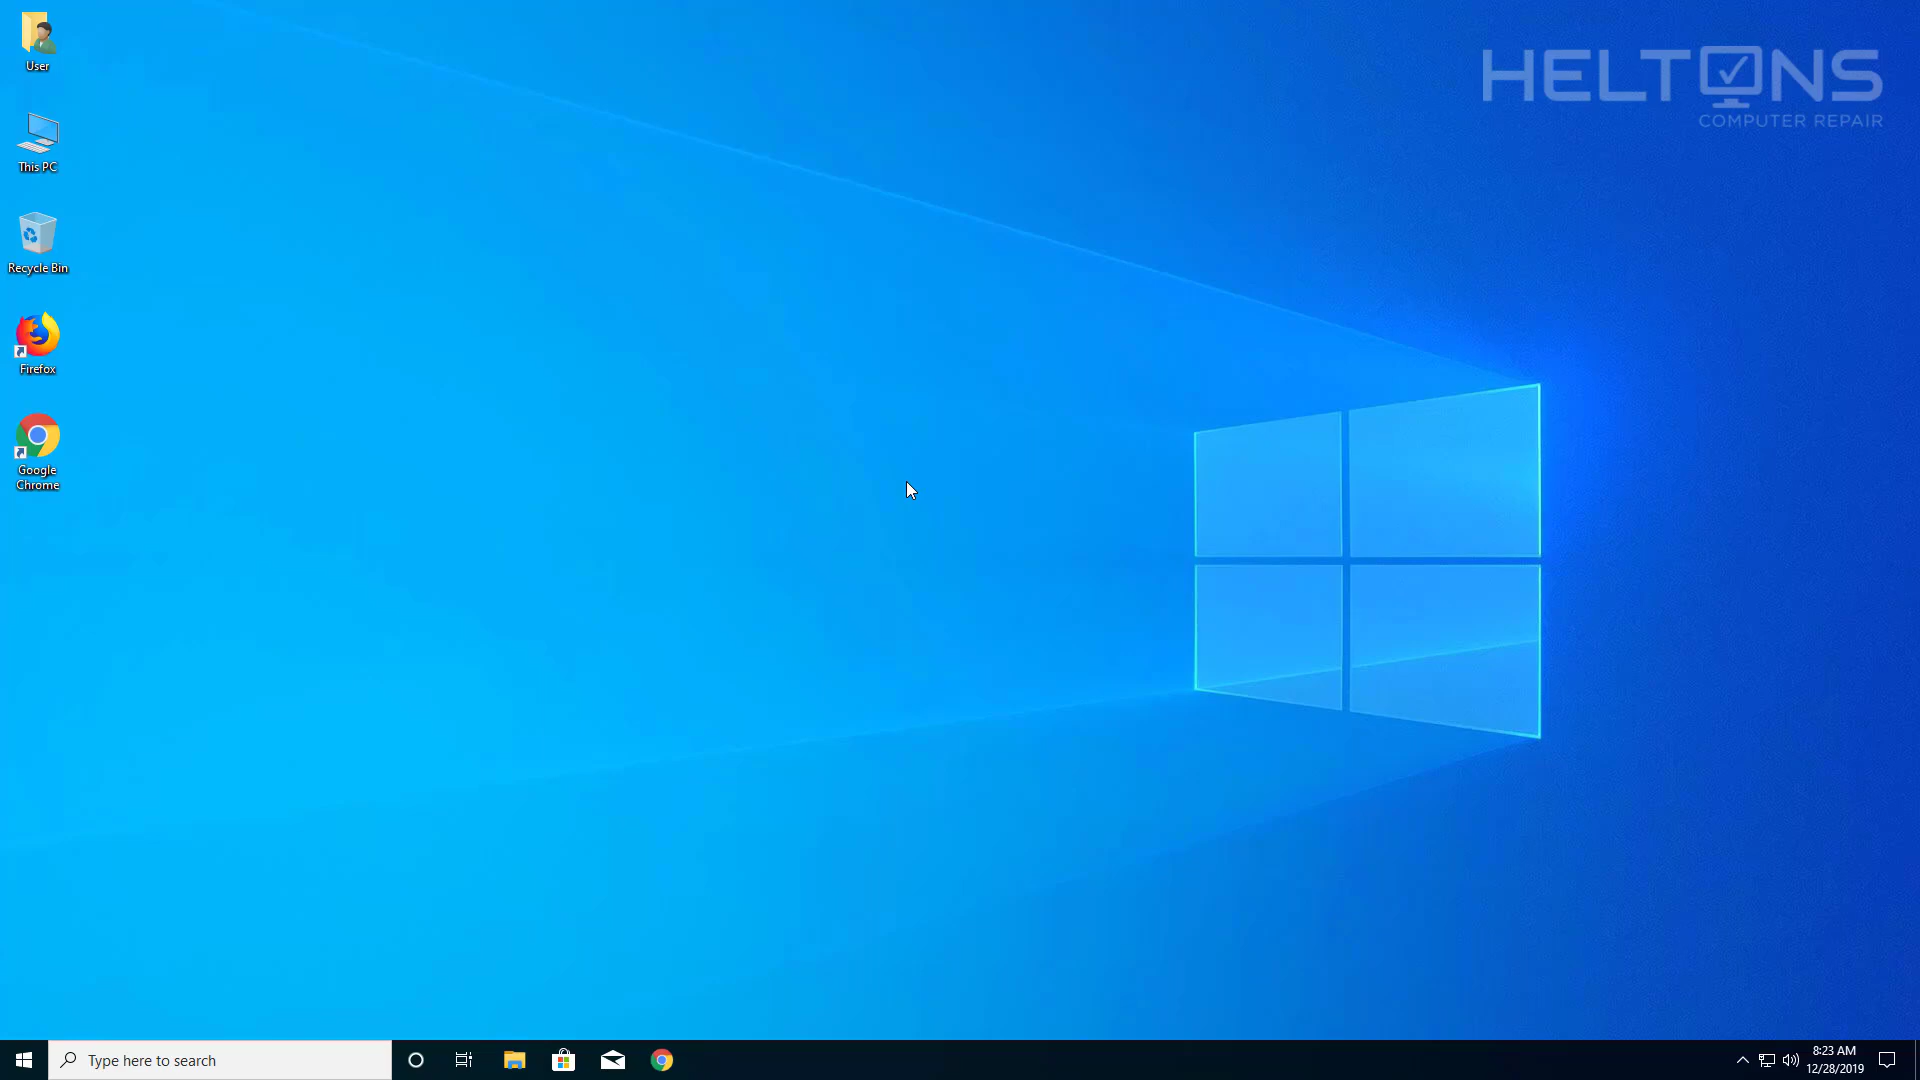 User
This PC
Recycle Bin
Firefox
Google
Chrome
HELTONS
COMPUTER REPAIR
Type here to search
8:23 AM
12/28/2019